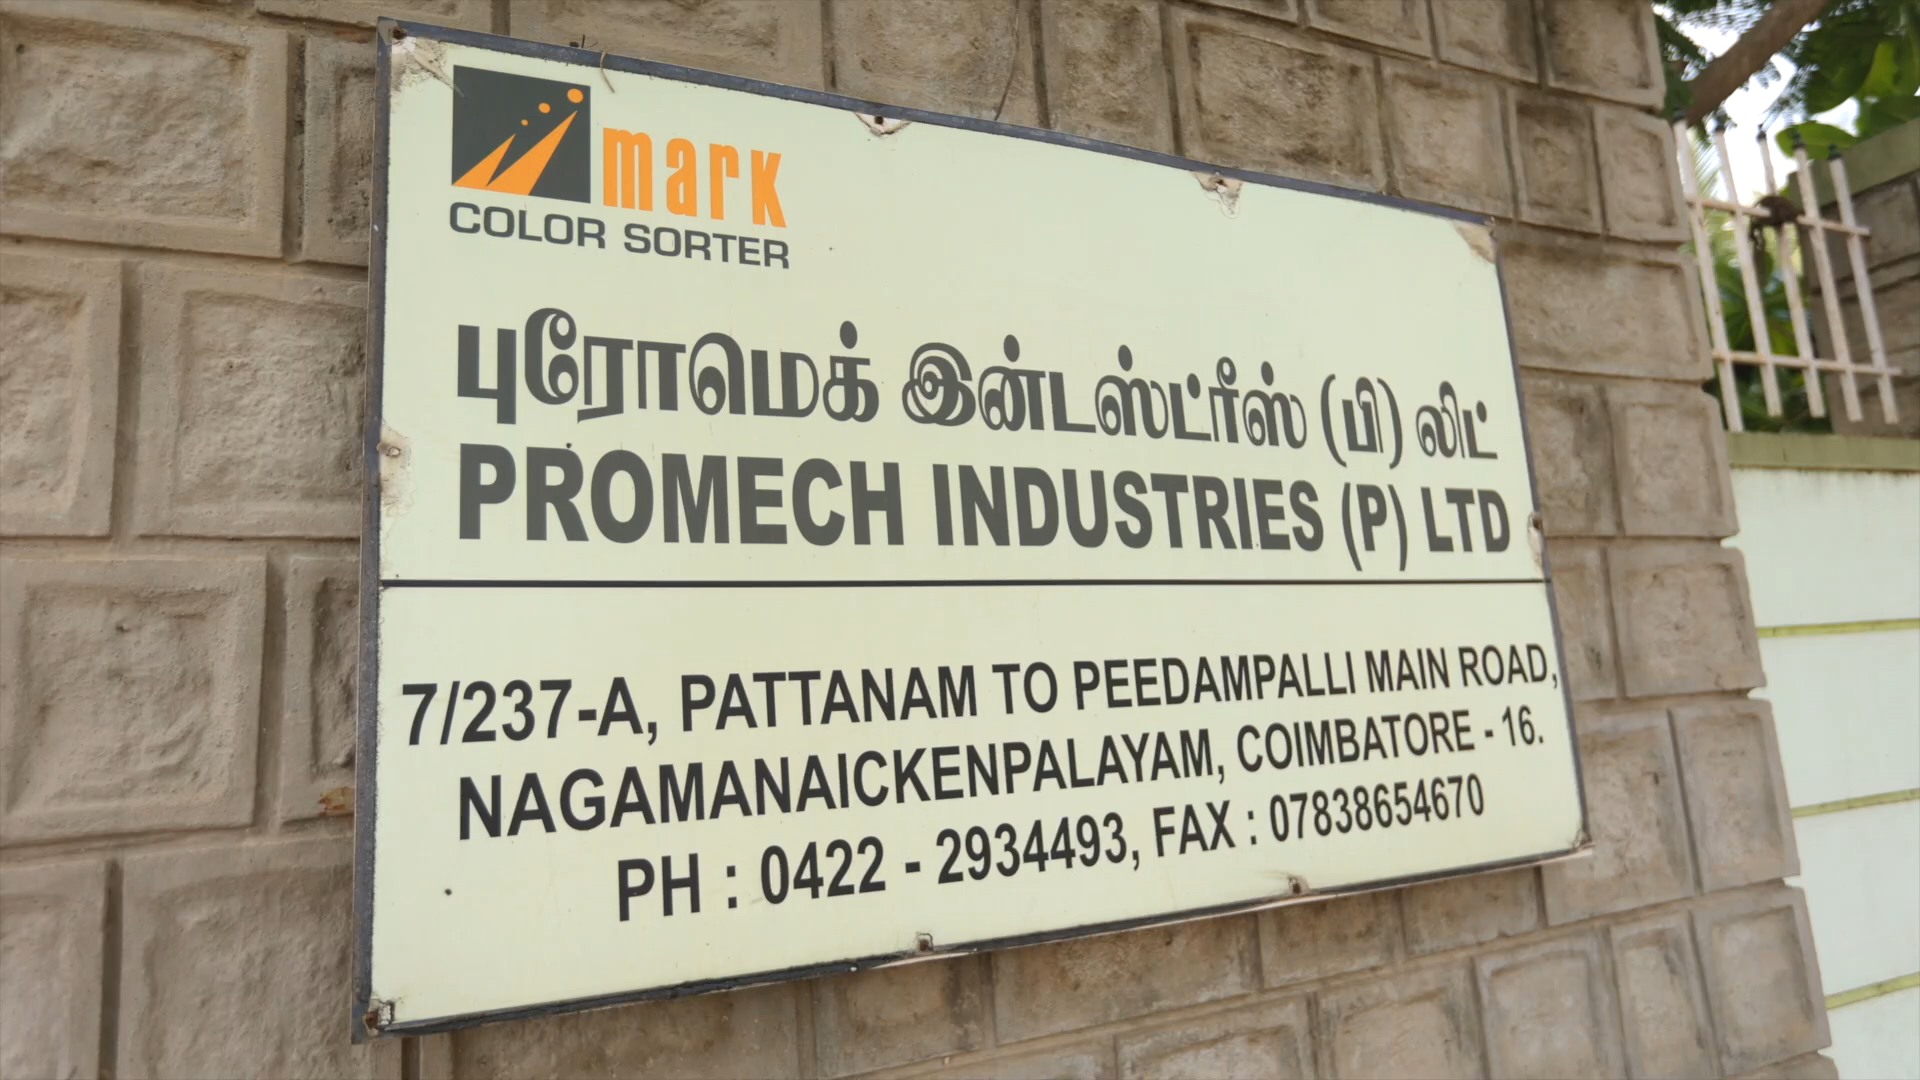 mark
COLOR SORTER
புரோமெக் இன்டஸ்ட்ரீஸ் (பி) லிட்
PROMECH INDUSTRIES (P) LTD
7/237-A, PATTANAM TO PEEDAMPALLI MAIN ROAD,
NAGAMANAICKENPALAYAM, COIMBATORE - 16.
PH : 0422 - 2934493, FAX : 07838654670